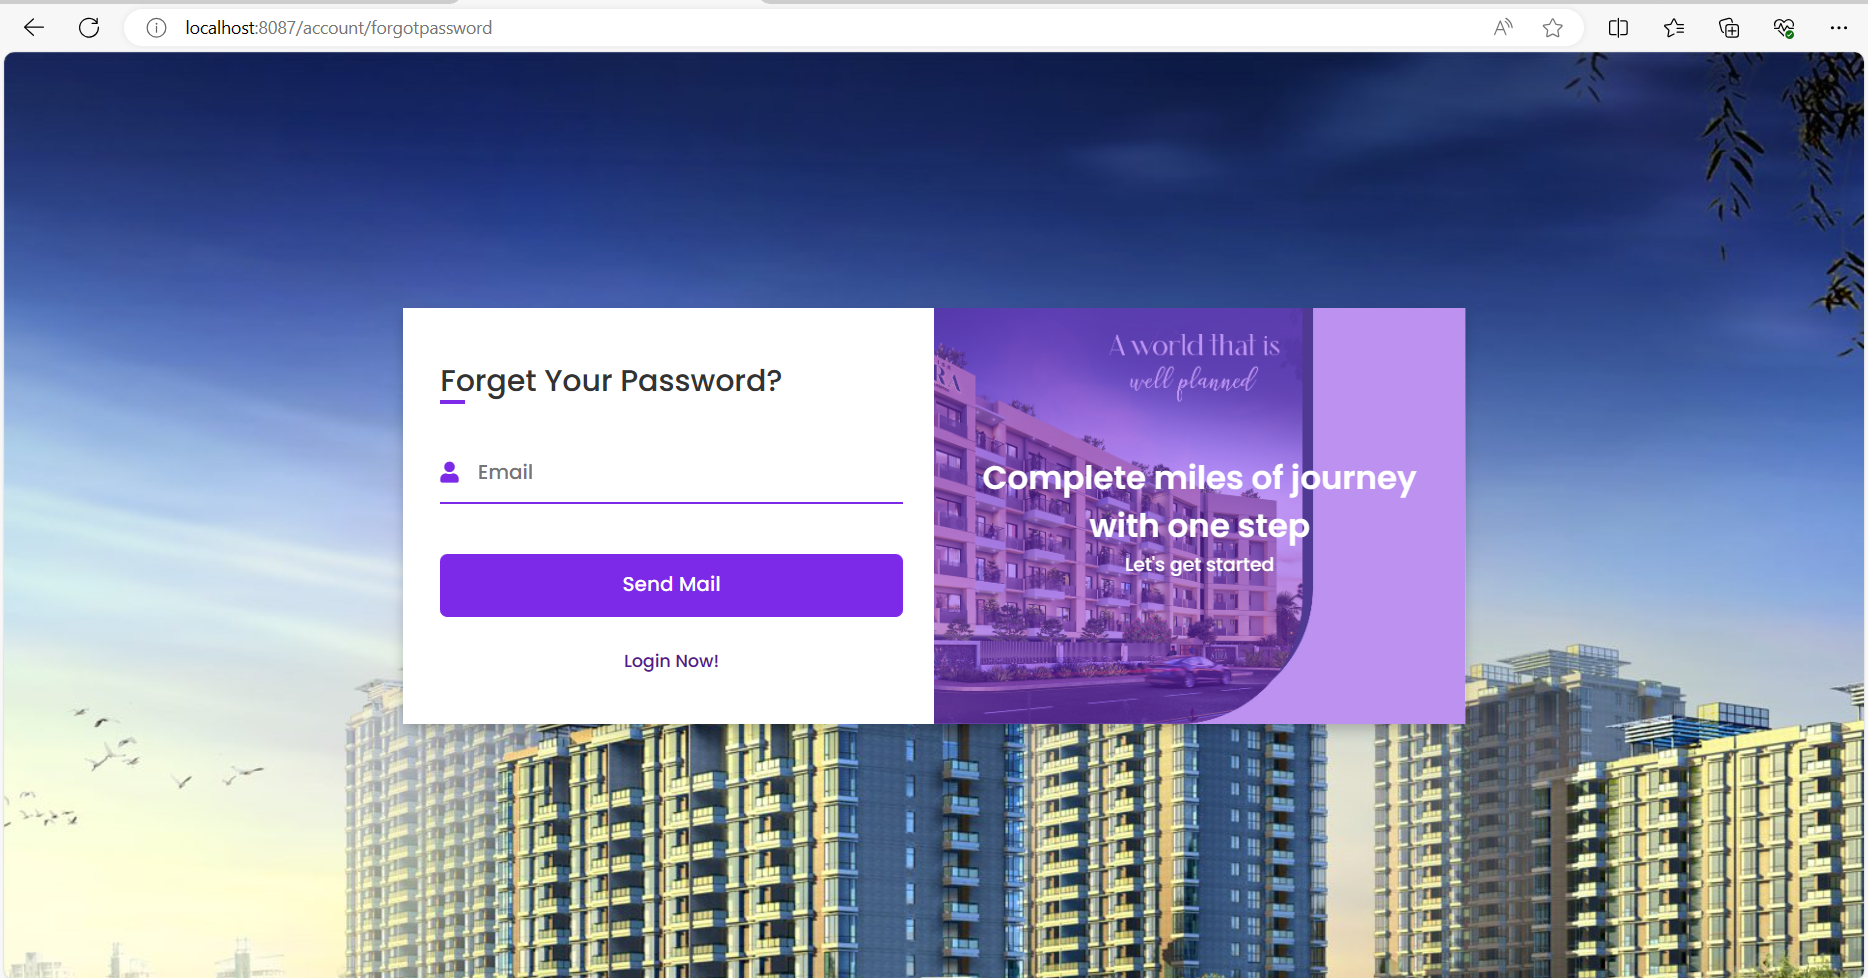 localhost:8087/account/forgotpassword
Forget Your Password?
Email
Send Mail
Login Now!
RA
A world that is
well planned
Complete miles of journey
with one step
Let's get started